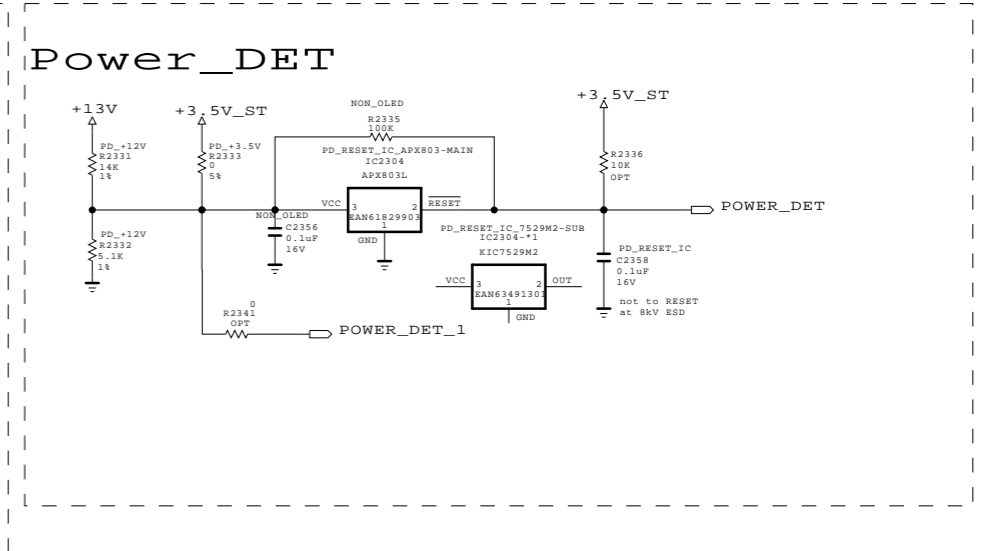 Power_DET
+13V
+3.5V_ST
NON_OLED
R2335
100K
+3.5V_ST
PD_+12V
R2331
14K
1%
PD_+3.5V
R2333
0
5%
PD_RESET_IC_APX803-MAIN
IC2304
APX803L
R2336
10K
OPT
VCC
3
2
RESET
EAN61829903
1
GND
POWER_DET
PD_+12V
R2332
5.1K
1%
NON_OLED
C2356
0.1uF
16V
PD_RESET_IC_7529M2-SUB
IC2304-*1
KIC7529M2
VCC
3
2
OUT
EAN63491301
1
GND
PD_RESET_IC
C2358
0.1uF
16V
not to RESET
at 8kV ESD
0
R2341
OPT
POWER_DET_1